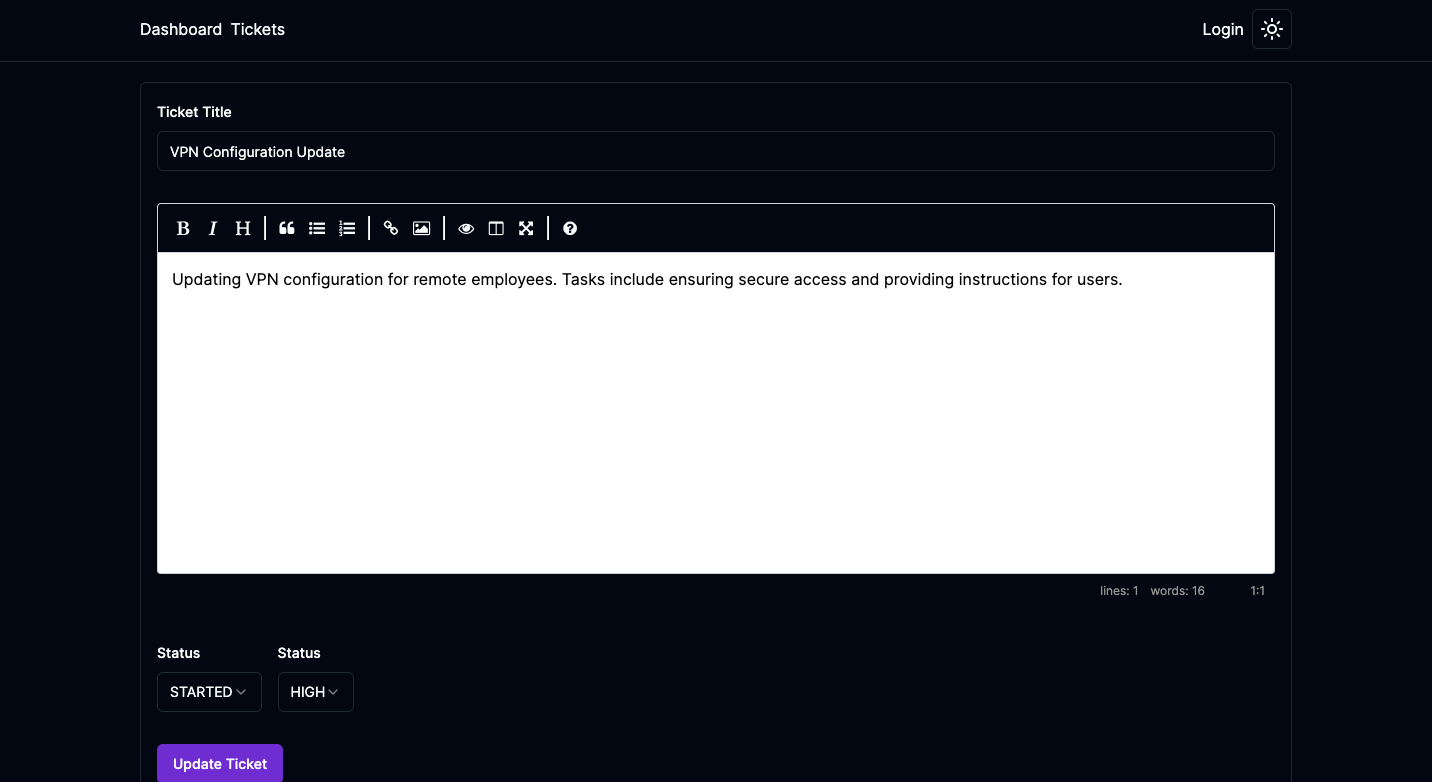 Dashboard Tickets Login
Ticket Title
VPN Configuration Update
B I H
Updating VPN configuration for remote employees. Tasks include ensuring secure access and providing instructions for users.
lines: 1 words: 16 1:1
Status Status
STARTED HIGH
Update Ticket